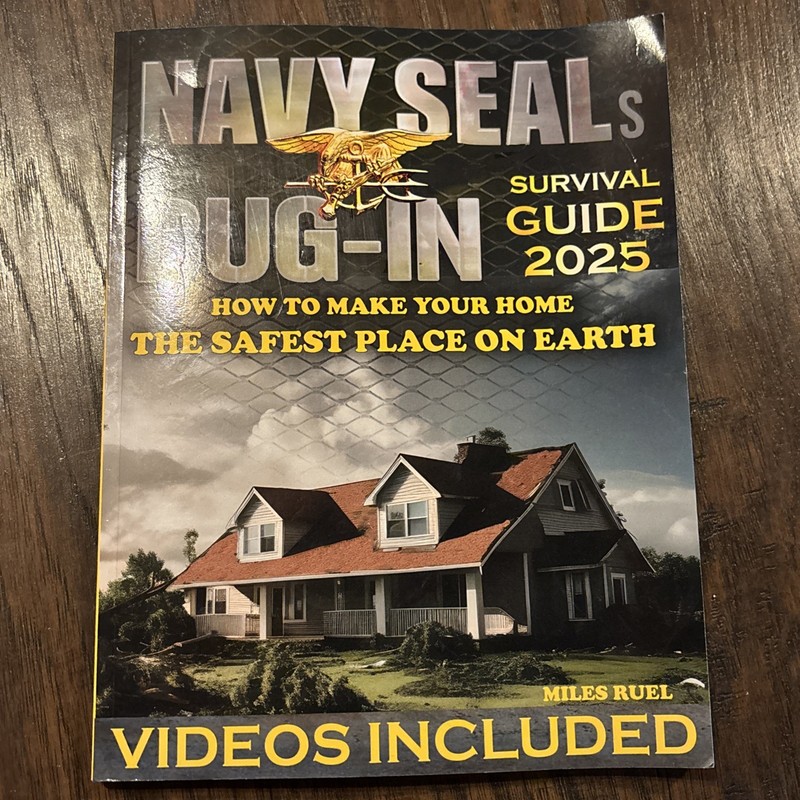 NAVY SEALs
BUG-IN
SURVIVAL
GUIDE
2025
HOW TO MAKE YOUR HOME
THE SAFEST PLACE ON EARTH
MILES RUEL
VIDEOS INCLUDED